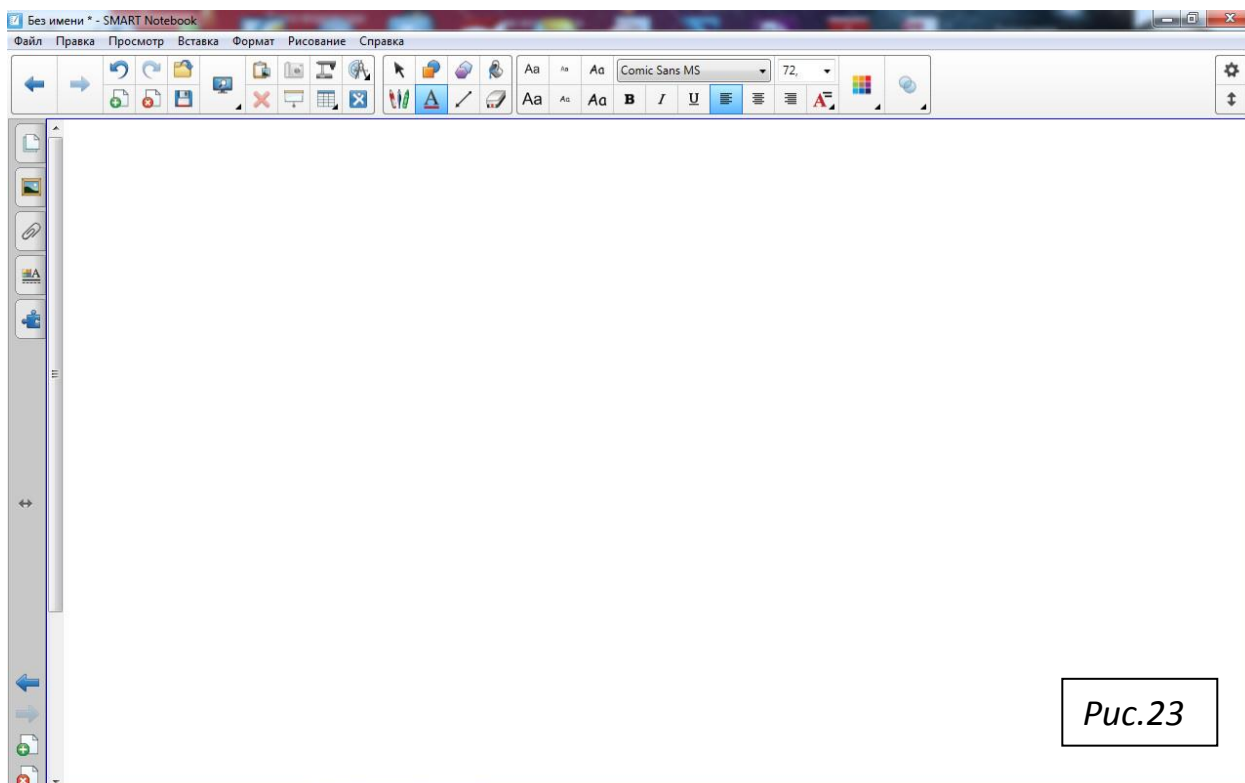 Без имени * - SMART Notebook
Файл Правка Просмотр Вставка Формат Рисование Справка
Aa Aa Aa Comic Sans MS 72,
Aa Aa Aa B I U A
Рис.23